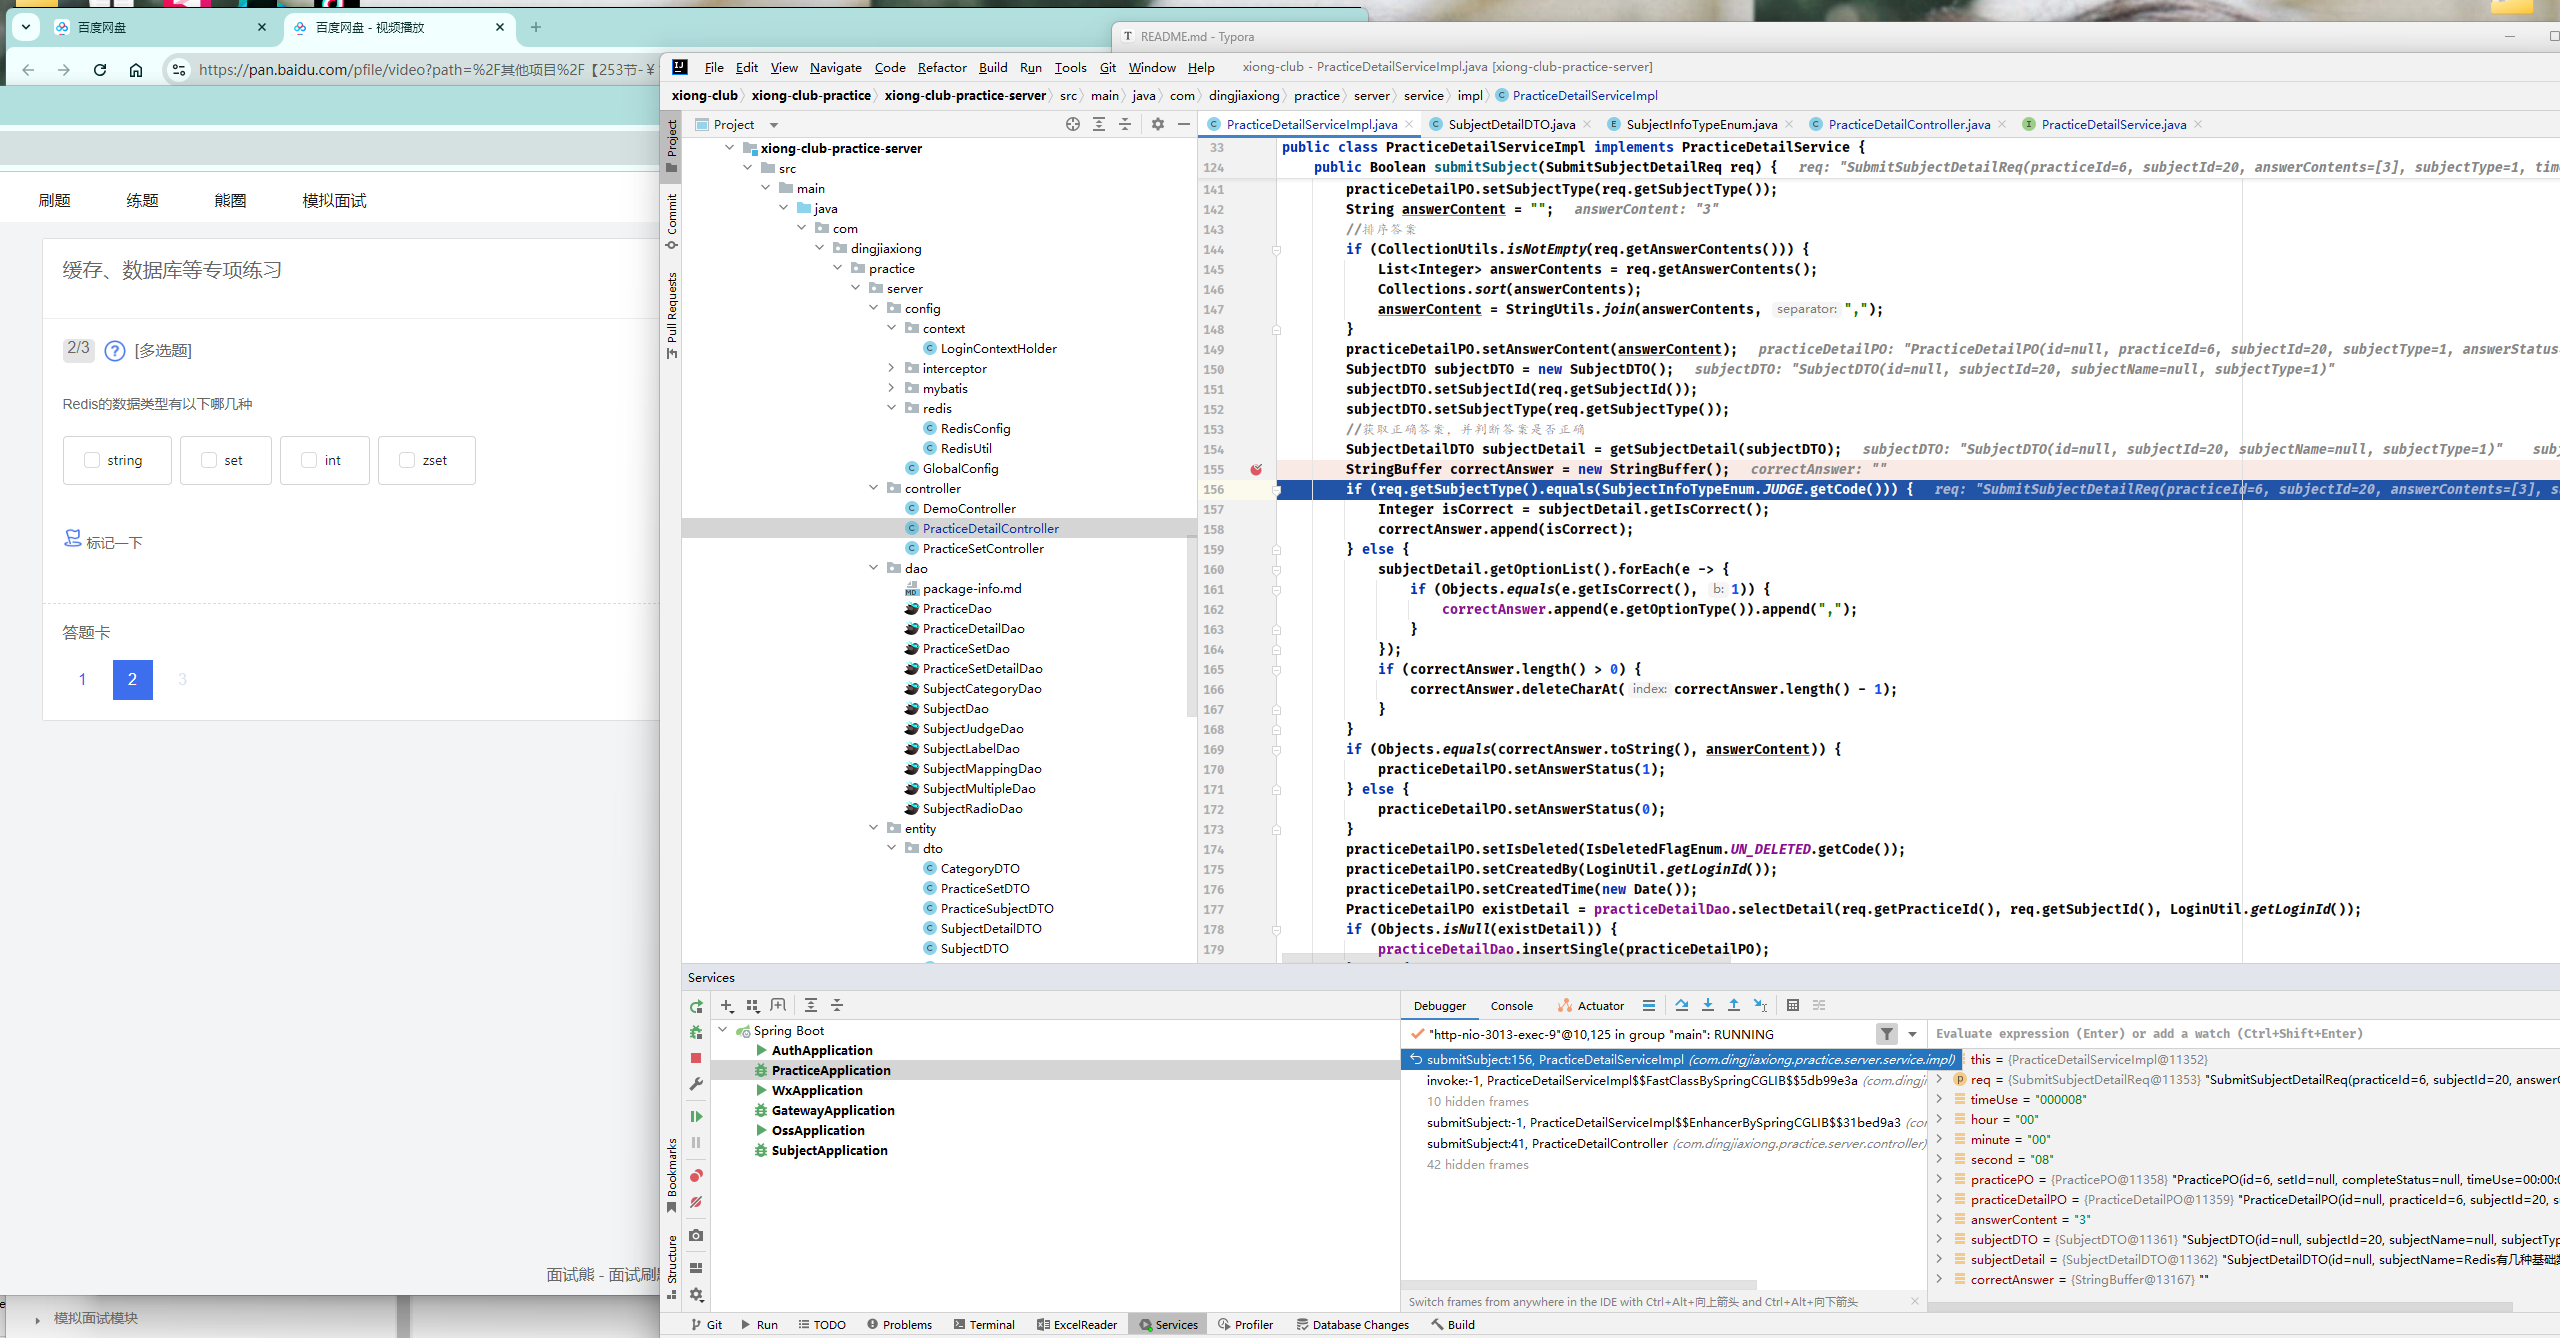 百度网盘
百度网盘 - 视频播放
https://pan.baidu.com/pfile/video?path=%2F其他项目%2F【253节-¥
刷题
练题
熊圈
模拟面试
缓存、数据库等专项练习
2/3
[多选题]
Redis的数据类型有以下哪几种
string
set
int
zset
标记一下
答题卡
1
2
3
面试熊 - 面试刷
模拟面试模块
README.md - Typora
File Edit View Navigate Code Refactor Build Run Tools Git Window Help xiong-club - PracticeDetailServiceImpl.java [xiong-club-practice-server]
xiong-club xiong-club-practice xiong-club-practice-server src main java com dingjiaxiong practice server service impl PracticeDetailServiceImpl
Project
Commit
Pull Requests
Bookmarks
Structure
Project
xiong-club-practice-server
src
main
java
com
dingjiaxiong
practice
server
config
context
LoginContextHolder
interceptor
mybatis
redis
RedisConfig
RedisUtil
GlobalConfig
controller
DemoController
PracticeDetailController
PracticeSetController
dao
package-info.md
PracticeDao
PracticeDetailDao
PracticeSetDao
PracticeSetDetailDao
SubjectCategoryDao
SubjectDao
SubjectJudgeDao
SubjectLabelDao
SubjectMappingDao
SubjectMultipleDao
SubjectRadioDao
entity
dto
CategoryDTO
PracticeSetDTO
PracticeSubjectDTO
SubjectDetailDTO
SubjectDTO
PracticeDetailServiceImpl.java SubjectDetailDTO.java SubjectInfoTypeEnum.java PracticeDetailController.java PracticeDetailService.java
33 public class PracticeDetailServiceImpl implements PracticeDetailService {
124 public Boolean submitSubject(SubmitSubjectDetailReq req) { req: "SubmitSubjectDetailReq(practiceId=6, subjectId=20, answerContents=[3], subjectType=1, tim
141 practiceDetailPO.setSubjectType(req.getSubjectType());
142 String answerContent = ""; answerContent: "3"
143 //排序答案
144 if (CollectionUtils.isNotEmpty(req.getAnswerContents())) {
145 List<Integer> answerContents = req.getAnswerContents();
146 Collections.sort(answerContents);
147 answerContent = StringUtils.join(answerContents, separator: ",");
148 }
149 practiceDetailPO.setAnswerContent(answerContent); practiceDetailPO: "PracticeDetailPO(id=null, practiceId=6, subjectId=20, subjectType=1, answerStatus=
150 SubjectDTO subjectDTO = new SubjectDTO(); subjectDTO: "SubjectDTO(id=null, subjectId=20, subjectName=null, subjectType=1)"
151 subjectDTO.setSubjectId(req.getSubjectId());
152 subjectDTO.setSubjectType(req.getSubjectType());
153 //获取正确答案，并判断答案是否正确
154 SubjectDetailDTO subjectDetail = getSubjectDetail(subjectDTO); subjectDTO: "SubjectDTO(id=null, subjectId=20, subjectName=null, subjectType=1)" subj
155 StringBuffer correctAnswer = new StringBuffer(); correctAnswer: ""
156 if (req.getSubjectType().equals(SubjectInfoTypeEnum.JUDGE.getCode())) { req: "SubmitSubjectDetailReq(practiceId=6, subjectId=20, answerContents=[3], su
157 Integer isCorrect = subjectDetail.getIsCorrect();
158 correctAnswer.append(isCorrect);
159 } else {
160 subjectDetail.getOptionList().forEach(e -> {
161 if (Objects.equals(e.getIsCorrect(), b: 1)) {
162 correctAnswer.append(e.getOptionType()).append(",");
163 }
164 });
165 if (correctAnswer.length() > 0) {
166 correctAnswer.deleteCharAt( index: correctAnswer.length() - 1);
167 }
168 }
169 if (Objects.equals(correctAnswer.toString(), answerContent)) {
170 practiceDetailPO.setAnswerStatus(1);
171 } else {
172 practiceDetailPO.setAnswerStatus(0);
173 }
174 practiceDetailPO.setIsDeleted(IsDeletedFlagEnum.UN_DELETED.getCode());
175 practiceDetailPO.setCreatedBy(LoginUtil.getLoginId());
176 practiceDetailPO.setCreatedTime(new Date());
177 PracticeDetailPO existDetail = practiceDetailDao.selectDetail(req.getPracticeId(), req.getSubjectId(), LoginUtil.getLoginId());
178 if (Objects.isNull(existDetail)) {
179 practiceDetailDao.insertSingle(practiceDetailPO);
Services
Spring Boot
AuthApplication
PracticeApplication
WxApplication
GatewayApplication
OssApplication
SubjectApplication
Debugger Console Actuator
"http-nio-3013-exec-9"@10,125 in group "main": RUNNING
submitSubject:156, PracticeDetailServiceImpl (com.dingjiaxiong.practice.server.service.impl)
invoke:-1, PracticeDetailServiceImpl$$FastClassBySpringCGLIB$$5db99e3a (com.dingji
10 hidden frames
submitSubject:-1, PracticeDetailServiceImpl$$EnhancerBySpringCGLIB$$31bed9a3 (cor
submitSubject:41, PracticeDetailController (com.dingjiaxiong.practice.server.controller)
42 hidden frames
Switch frames from anywhere in the IDE with Ctrl+Alt+向上箭头 and Ctrl+Alt+向下箭头
Evaluate expression (Enter) or add a watch (Ctrl+Shift+Enter)
this = {PracticeDetailServiceImpl@11352}
req = {SubmitSubjectDetailReq@11353} "SubmitSubjectDetailReq(practiceId=6, subjectId=20, answerC
timeUse = "000008"
hour = "00"
minute = "00"
second = "08"
practicePO = {PracticePO@11358} "PracticePO(id=6, setId=null, completeStatus=null, timeUse=00:00:0
practiceDetailPO = {PracticeDetailPO@11359} "PracticeDetailPO(id=null, practiceId=6, subjectId=20, su
answerContent = "3"
subjectDTO = {SubjectDTO@11361} "SubjectDTO(id=null, subjectId=20, subjectName=null, subjectTyp
subjectDetail = {SubjectDetailDTO@11362} "SubjectDetailDTO(id=null, subjectName=Redis有几种基础
correctAnswer = {StringBuffer@13167} ""
Git Run TODO Problems Terminal ExcelReader Services Profiler Database Changes Build